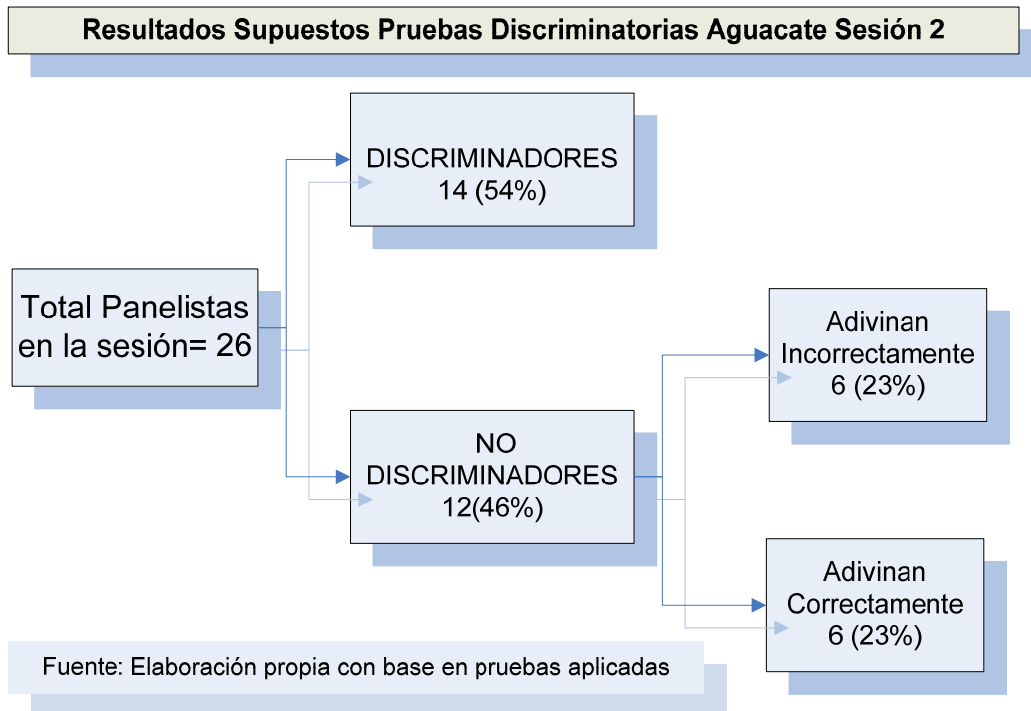 Resultados Supuestos Pruebas Discriminatorias Aguacate Sesión 2
DISCRIMINADORES
14 (54%)
Total Panelistas
en la sesión= 26
NO
DISCRIMINADORES
12(46%)
Adivinan
Incorrectamente
6 (23%)
Adivinan
Correctamente
6 (23%)
Fuente: Elaboración propia con base en pruebas aplicadas